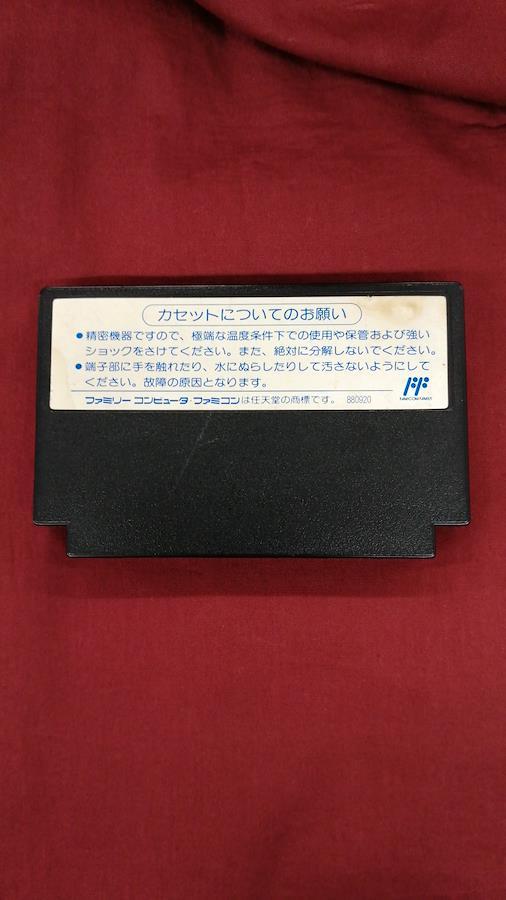 カセットについてのお願い
●精密機器ですので、極端な温度条件下での使用や保管および強い
ショックをさけてください。また、絶対に分解しないでください。
●端子部に手を触れたり、水にぬらしたりして汚さないようにして
ください。故障の原因となります。
ファミリー コンピュータ・ファミコンは任天堂の商標です。 880920
FAMICOM FAMILY